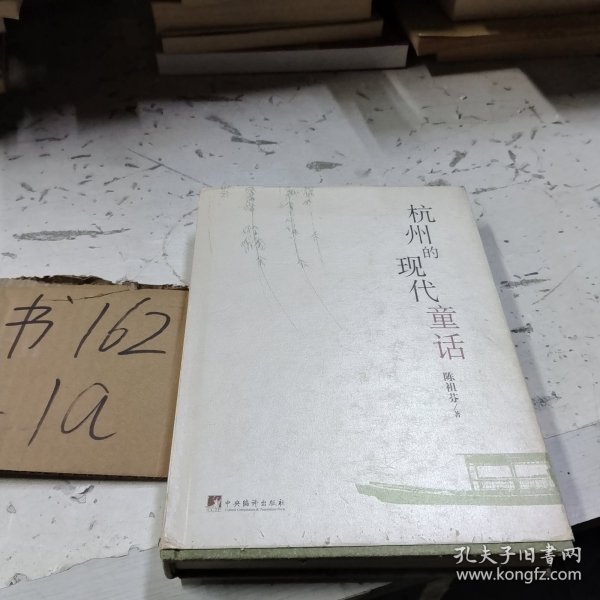 杭州的现代童话
陈祖芬/著
中央编译出版社
书162
-1a
孔夫子旧书网
www.kongfz.com